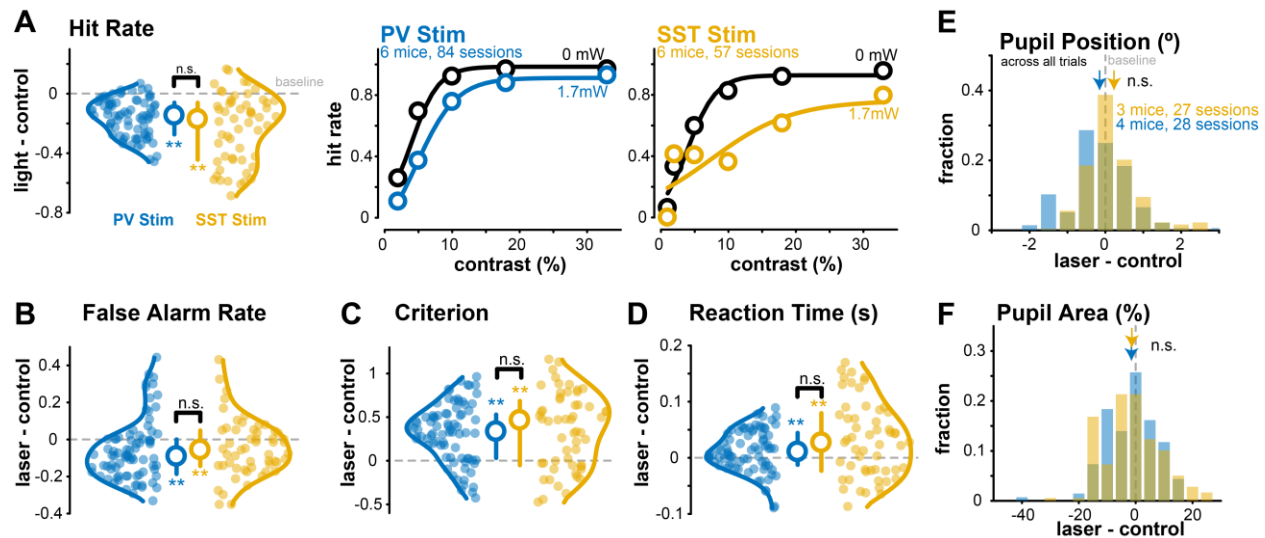 A Hit Rate
light - control
0
-0.4
-0.8
n.s.
baseline
**
**
PV Stim
SST Stim
PV Stim
6 mice, 84 sessions
0 mW
1.7mW
hit rate
0.8
0.4
0
0 10 20 30
contrast (%)
SST Stim
6 mice, 57 sessions
0 mW
1.7mW
0.8
0.4
0
0 10 20 30
contrast (%)
E Pupil Position (º)
across all trials
baseline
n.s.
3 mice, 27 sessions
4 mice, 28 sessions
fraction
0.4
0.2
0
-2 0 2
laser - control
B False Alarm Rate
laser - control
0.4
0.2
0
-0.2
-0.4
n.s.
**
**
C Criterion
laser - control
1
0.5
0
-0.5
n.s.
**
**
D Reaction Time (s)
laser - control
0.2
0.1
0
-0.1
n.s.
**
**
F Pupil Area (%)
n.s.
fraction
0.3
0.2
0.1
0
-40 -20 0 20
laser - control